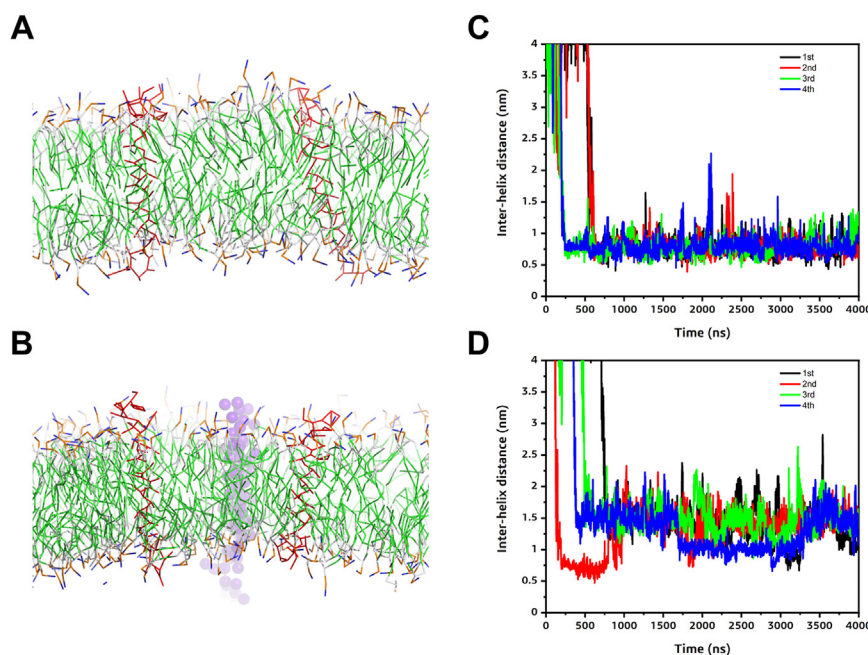 A
B
C
4
3.5
3
2.5
2
1.5
1
0.5
0
Inter-helix distance (nm)
1st
2nd
3rd
4th
0 500 1000 1500 2000 2500 3000 3500 4000
Time (ns)
D
4
3.5
3
2.5
2
1.5
1
0.5
0
Inter-helix distance (nm)
1st
2nd
3rd
4th
0 500 1000 1500 2000 2500 3000 3500 4000
Time (ns)